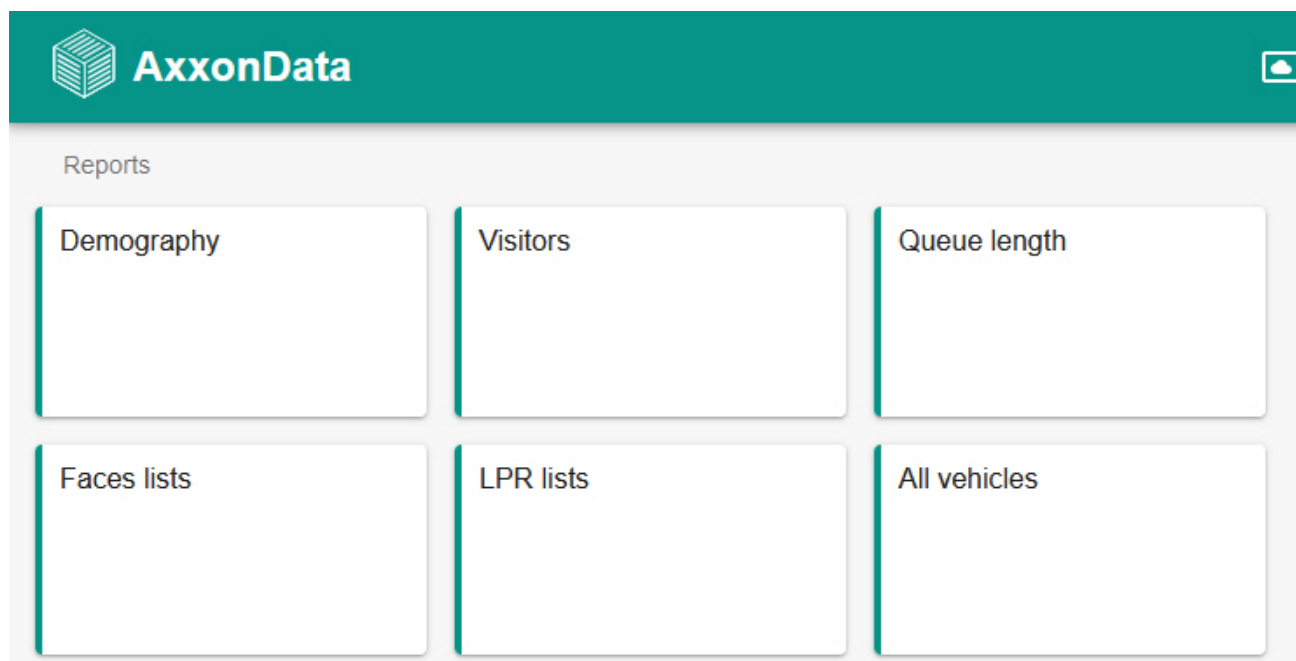 AxxonData
Reports
Demography
Visitors
Queue length
Faces lists
LPR lists
All vehicles